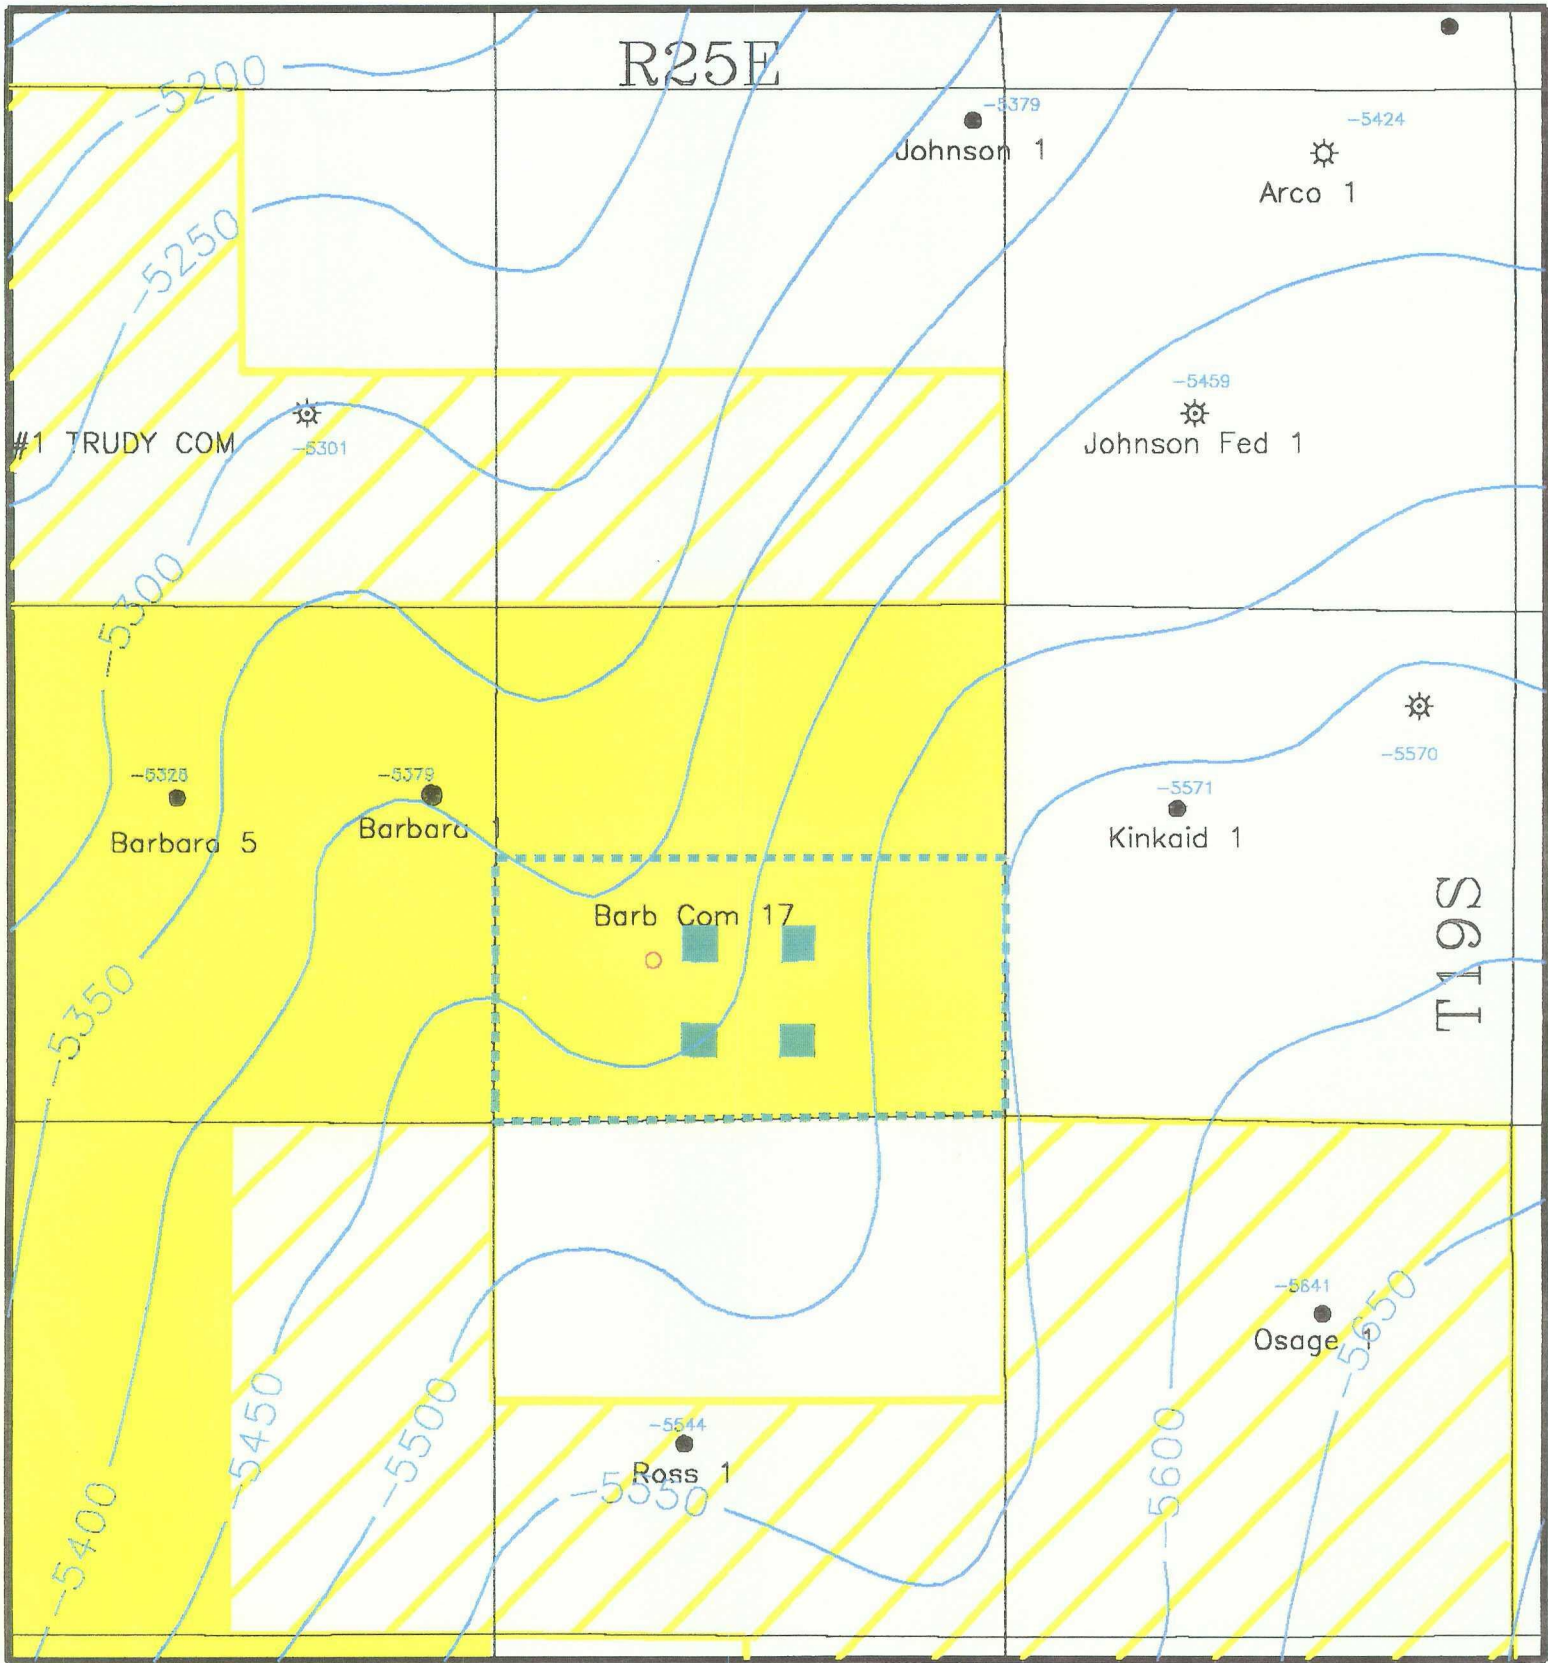 R25E
-5200
-5379
Johnson 1
-5424
Arco 1
-5250
-5459
Johnson Fed 1
#1 TRUDY COM
-5301
-5300
-5328
Barbara 5
-5379
Barbara 1
-5570
-5571
Kinkaid 1
T19S
Barb Com 17
-5350
-5641
Osage 1
-5650
-5450
-5500
-5544
Ross 1
-5550
-5600
-5400